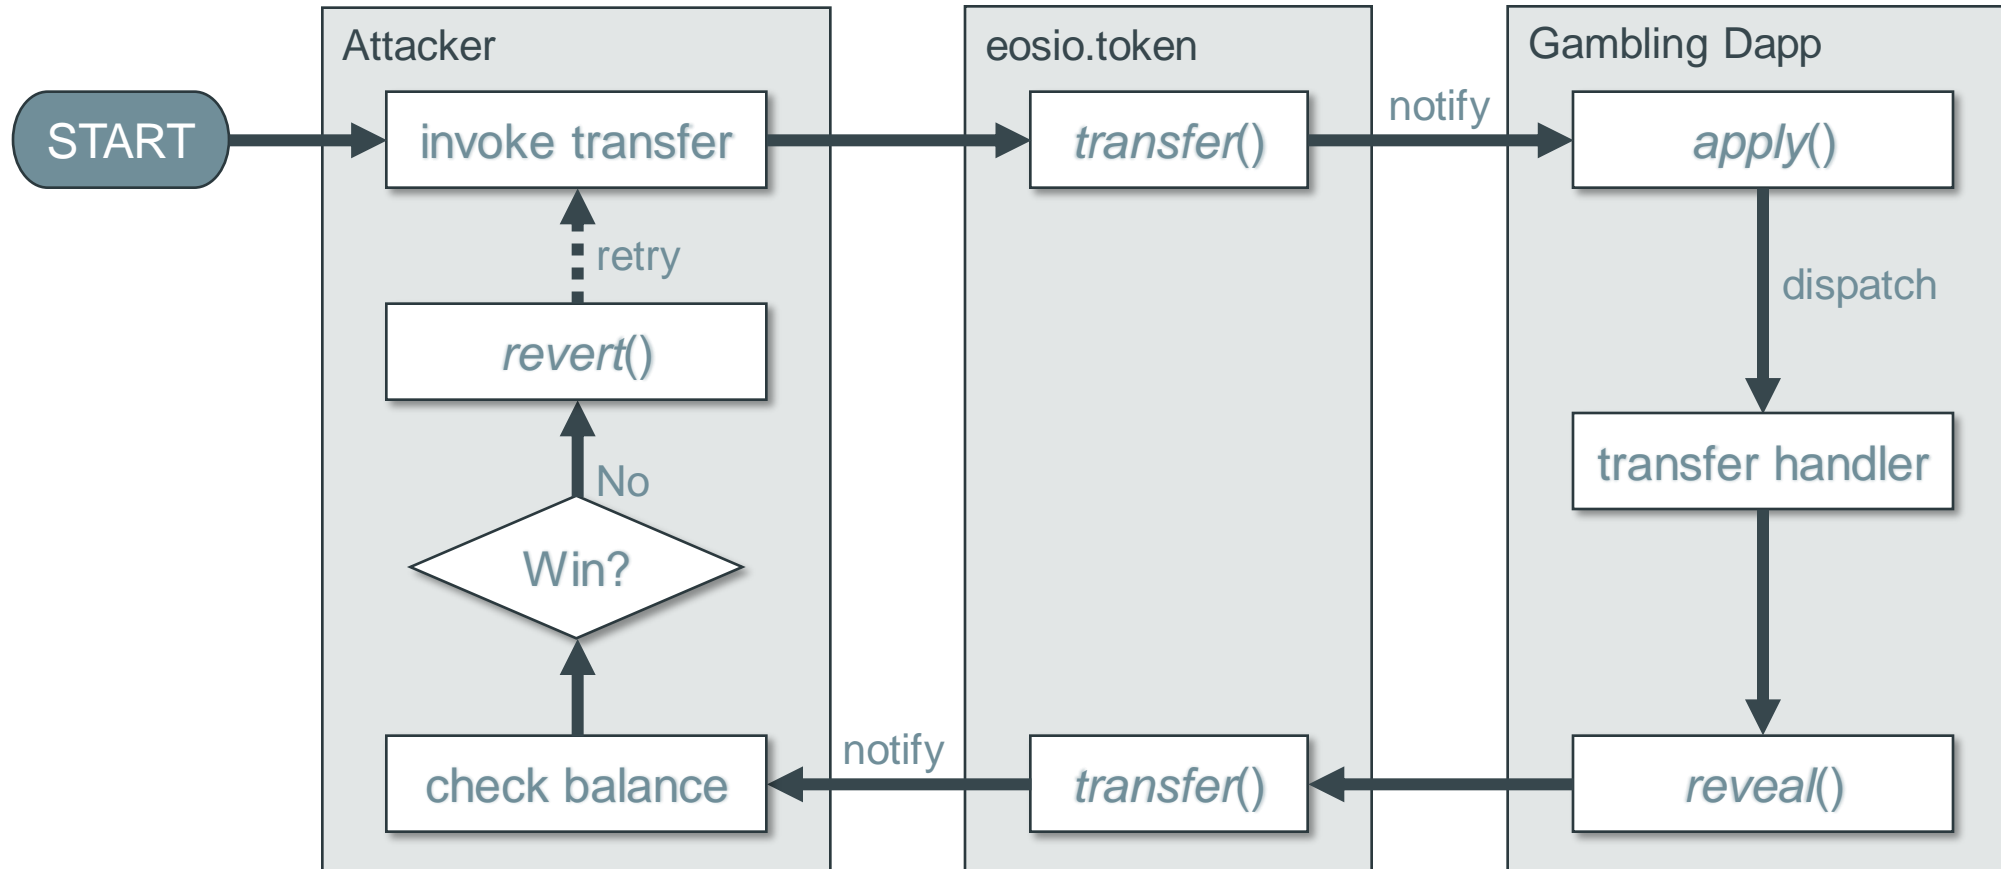 Attacker
eosio.token
Gambling Dapp
START
invoke transfer
transfer()
notify
apply()
retry
dispatch
revert()
No
transfer handler
Win?
notify
check balance
transfer()
reveal()